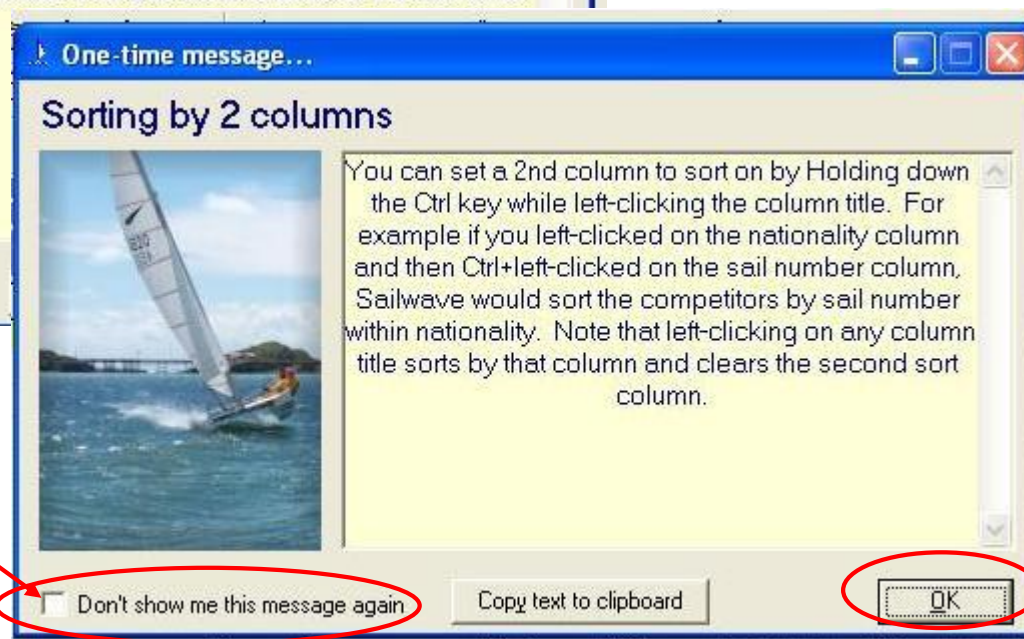 One-time message...
Sorting by 2 columns
You can set a 2nd column to sort on by Holding down
the Ctrl key while left-clicking the column title.  For
example if you left-clicked on the nationality column
and then Ctrl+left-clicked on the sail number column,
Sailwave would sort the competitors by sail number
within nationality.  Note that left-clicking on any column
title sorts by that column and clears the second sort
column.
Don't show me this message again
Copy text to clipboard
OK